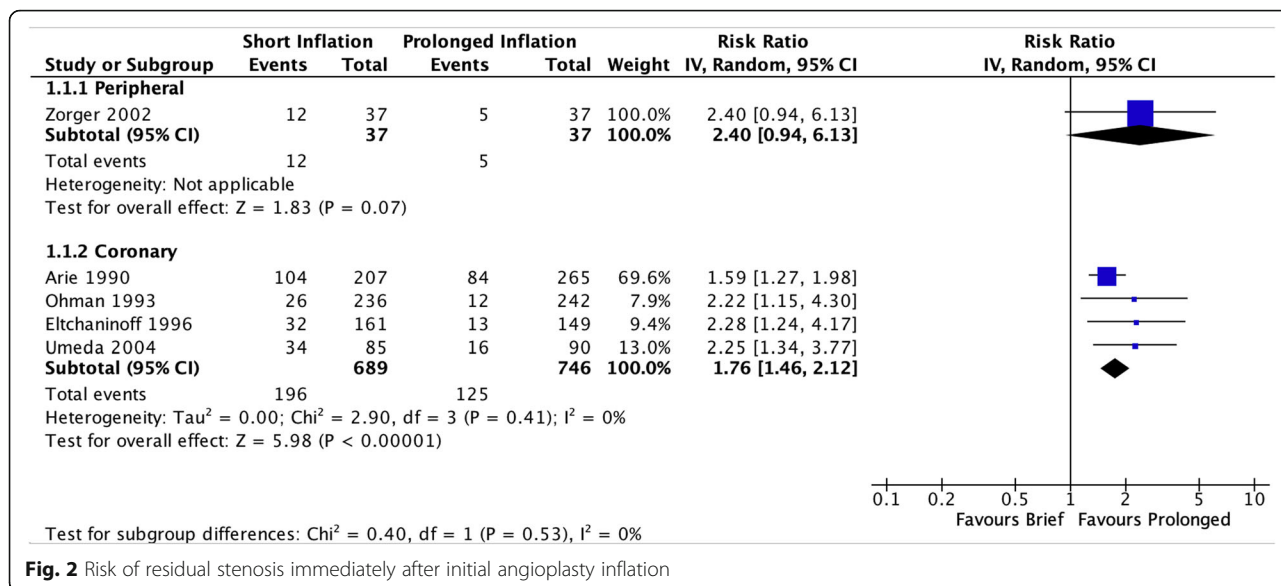 Short Inflation Prolonged Inflation Risk Ratio Risk Ratio
Study or Subgroup Events Total Events Total Weight IV, Random, 95% CI IV, Random, 95% CI
1.1.1 Peripheral
Zorger 2002 12 37 5 37 100.0% 2.40 [0.94, 6.13]
Subtotal (95% CI) 37 37 100.0% 2.40 [0.94, 6.13]
Total events 12 5
Heterogeneity: Not applicable
Test for overall effect: Z = 1.83 (P = 0.07)
1.1.2 Coronary
Arie 1990 104 207 84 265 69.6% 1.59 [1.27, 1.98]
Ohman 1993 26 236 12 242 7.9% 2.22 [1.15, 4.30]
Eltchaninoff 1996 32 161 13 149 9.4% 2.28 [1.24, 4.17]
Umeda 2004 34 85 16 90 13.0% 2.25 [1.34, 3.77]
Subtotal (95% CI) 689 746 100.0% 1.76 [1.46, 2.12]
Total events 196 125
Heterogeneity: Tau² = 0.00; Chi² = 2.90, df = 3 (P = 0.41); I² = 0%
Test for overall effect: Z = 5.98 (P < 0.00001)
0.1 0.2 0.5 1 2 5 10
Favours Brief Favours Prolonged
Test for subgroup differences: Chi² = 0.40, df = 1 (P = 0.53), I² = 0%
Fig. 2 Risk of residual stenosis immediately after initial angioplasty inflation